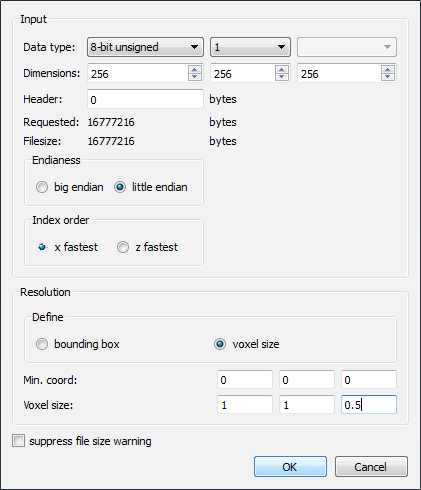 Input
Data type: 8-bit unsigned 1
Dimensions: 256 256 256
Header: 0 bytes
Requested: 16777216 bytes
Filesize: 16777216 bytes
Endianess
big endian little endian
Index order
x fastest z fastest
Resolution
Define
bounding box voxel size
Min. coord: 0 0 0
Voxel size: 1 1 0.5
suppress file size warning
OK Cancel